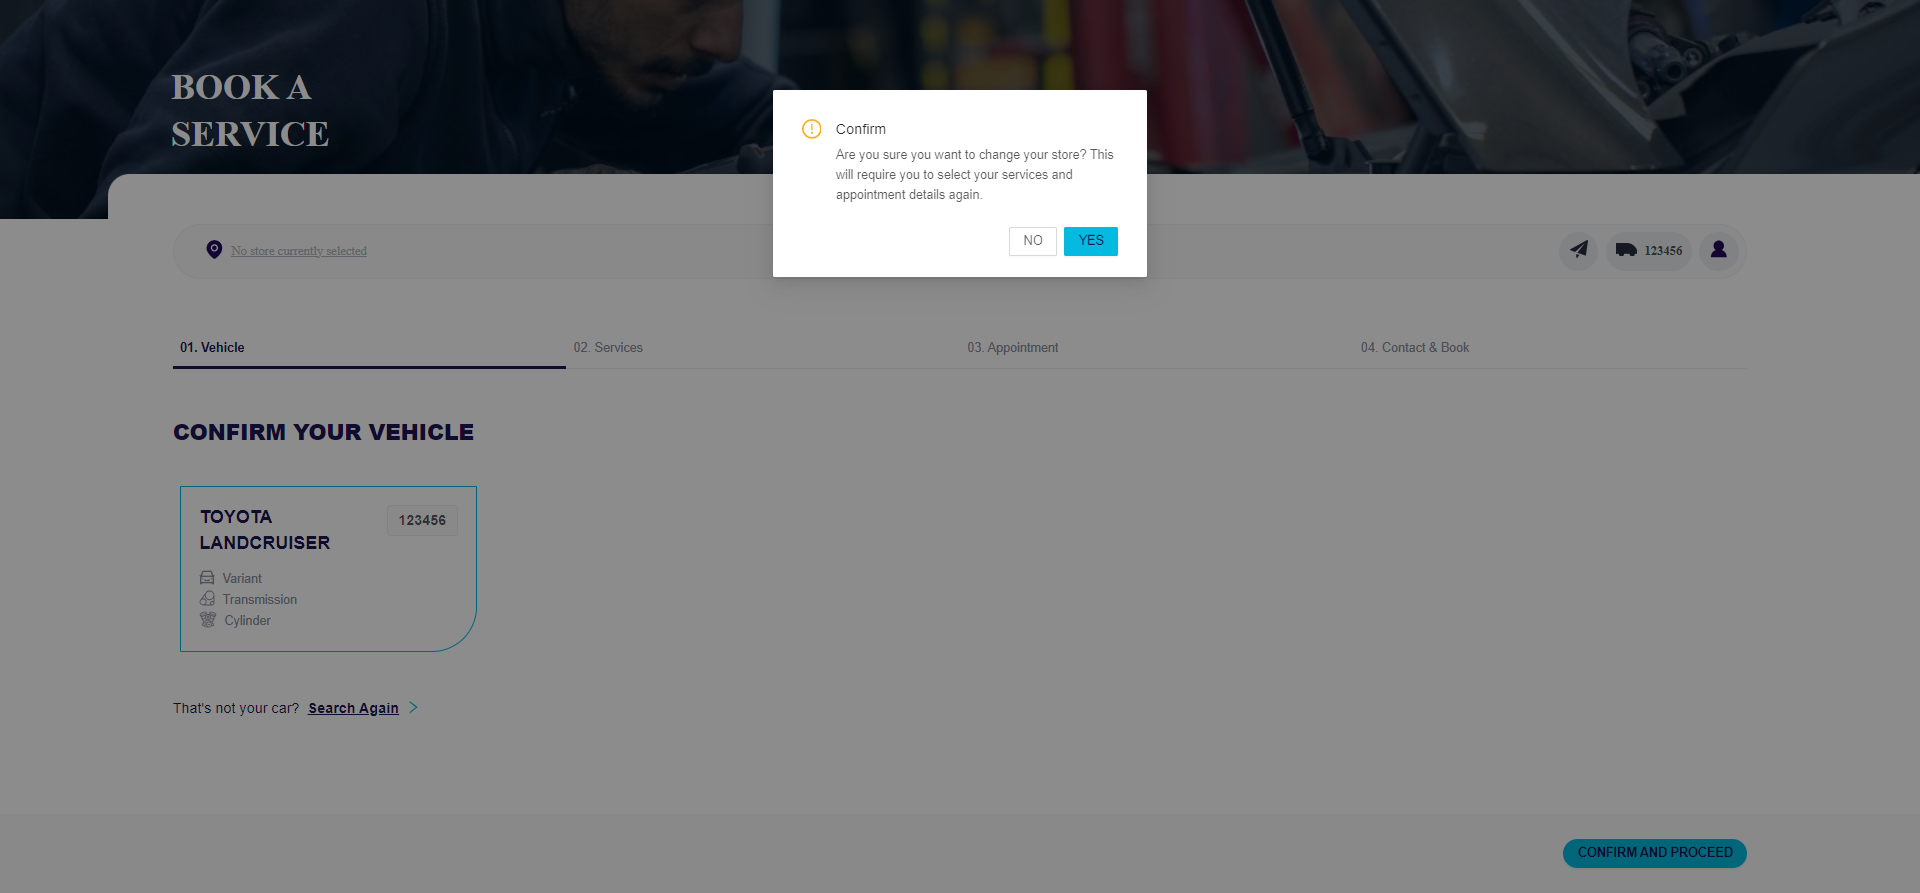 BOOK A
SERVICE
Confirm
Are you sure you want to change your store? This
will require you to select your services and
appointment details again.
NO
YES
No store currently selected
123456
01. Vehicle
02. Services
03. Appointment
04. Contact & Book
CONFIRM YOUR VEHICLE
TOYOTA
LANDCRUISER
123456
Variant
Transmission
Cylinder
That's not your car? Search Again
CONFIRM AND PROCEED